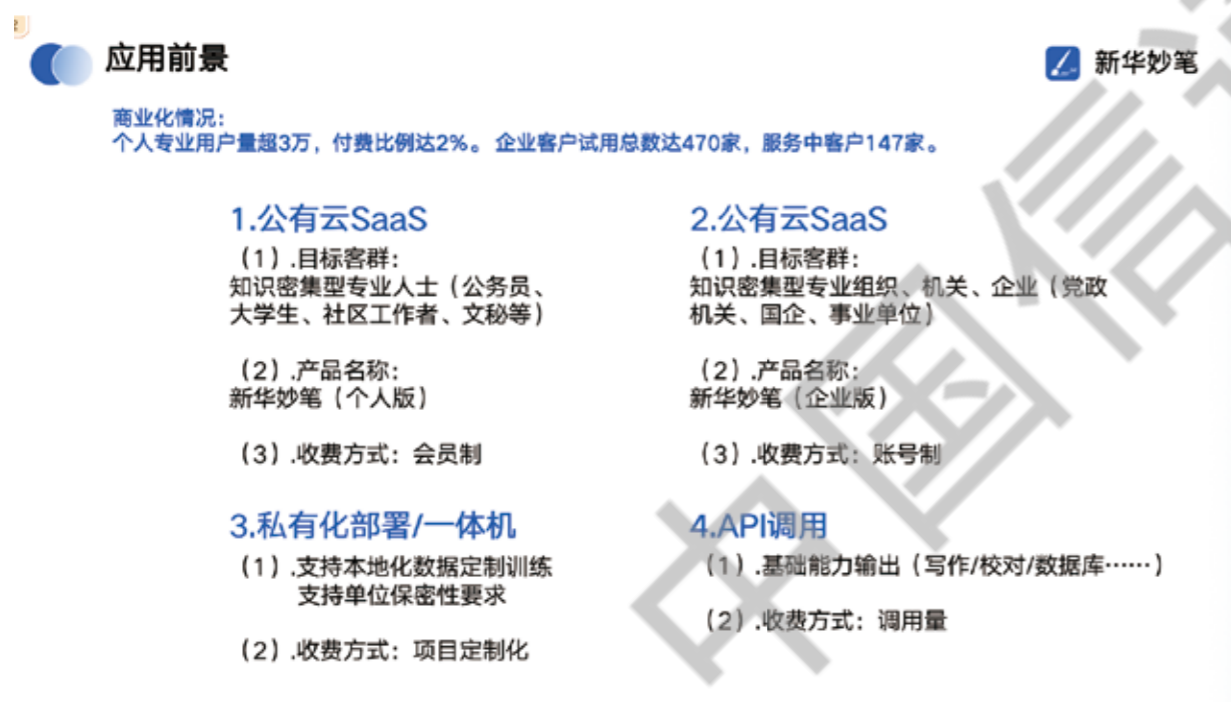 应用前景
新华妙笔
商业化情况：
个人专业用户量超3万，付费比例达2%。企业客户试用总数达470家，服务中客户147家。
1.公有云SaaS
（1）.目标客群：
知识密集型专业人士（公务员、
大学生、社区工作者、文秘等）
（2）.产品名称：
新华妙笔（个人版）
（3）.收费方式：会员制
2.公有云SaaS
（1）.目标客群：
知识密集型专业组织、机关、企业（党政
机关、国企、事业单位）
（2）.产品名称：
新华妙笔（企业版）
（3）.收费方式：账号制
3.私有化部署/一体机
（1）.支持本地化数据定制训练
支持单位保密性要求
（2）.收费方式：项目定制化
4.API调用
（1）.基础能力输出（写作/校对/数据库……）
（2）.收费方式：调用量
中国信